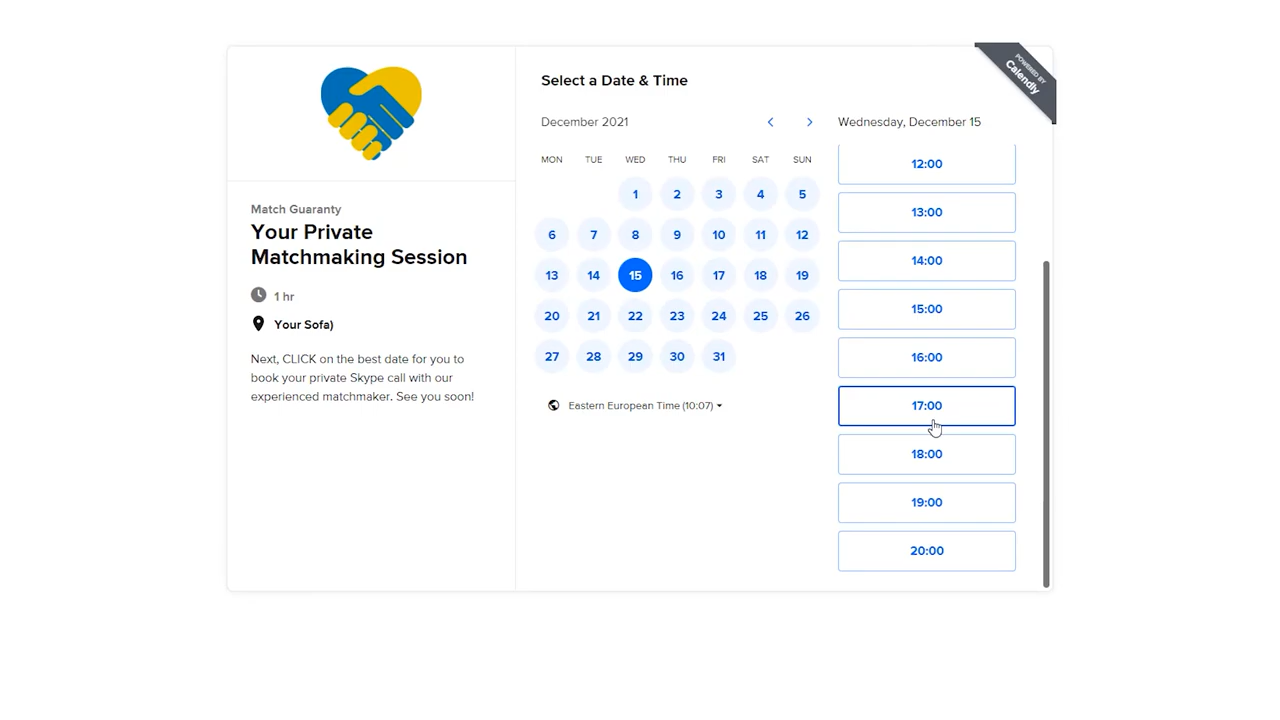 POWERED BY
Calendly
Match Guaranty
Your Private
Matchmaking Session
1 hr
Your Sofa)
Next, CLICK on the best date for you to
book your private Skype call with our
experienced matchmaker. See you soon!
Select a Date & Time
December 2021
MON TUE WED THU FRI SAT SUN
1 2 3 4 5
6 7 8 9 10 11 12
13 14 15 16 17 18 19
20 21 22 23 24 25 26
27 28 29 30 31
Eastern European Time (10:07)
Wednesday, December 15
12:00
13:00
14:00
15:00
16:00
17:00
18:00
19:00
20:00